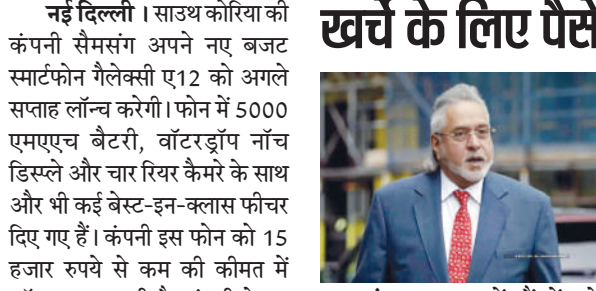 नई दिल्ली । साउथ कोरिया की
कंपनी सैमसंग अपने नए बजट
स्मार्टफोन गैलेक्सी ए12 को अगले
सप्ताह लॉन्च करेगी। फोन में 5000
एमएएच बैटरी, वॉटरड्रॉप नॉच
डिस्प्ले और चार रियर कैमरे के साथ
और भी कई बेस्ट-इन-क्लास फीचर
दिए गए हैं। कंपनी इस फोन को 15
हजार रुपये से कम की कीमत में
खर्चे के लिए पैसे